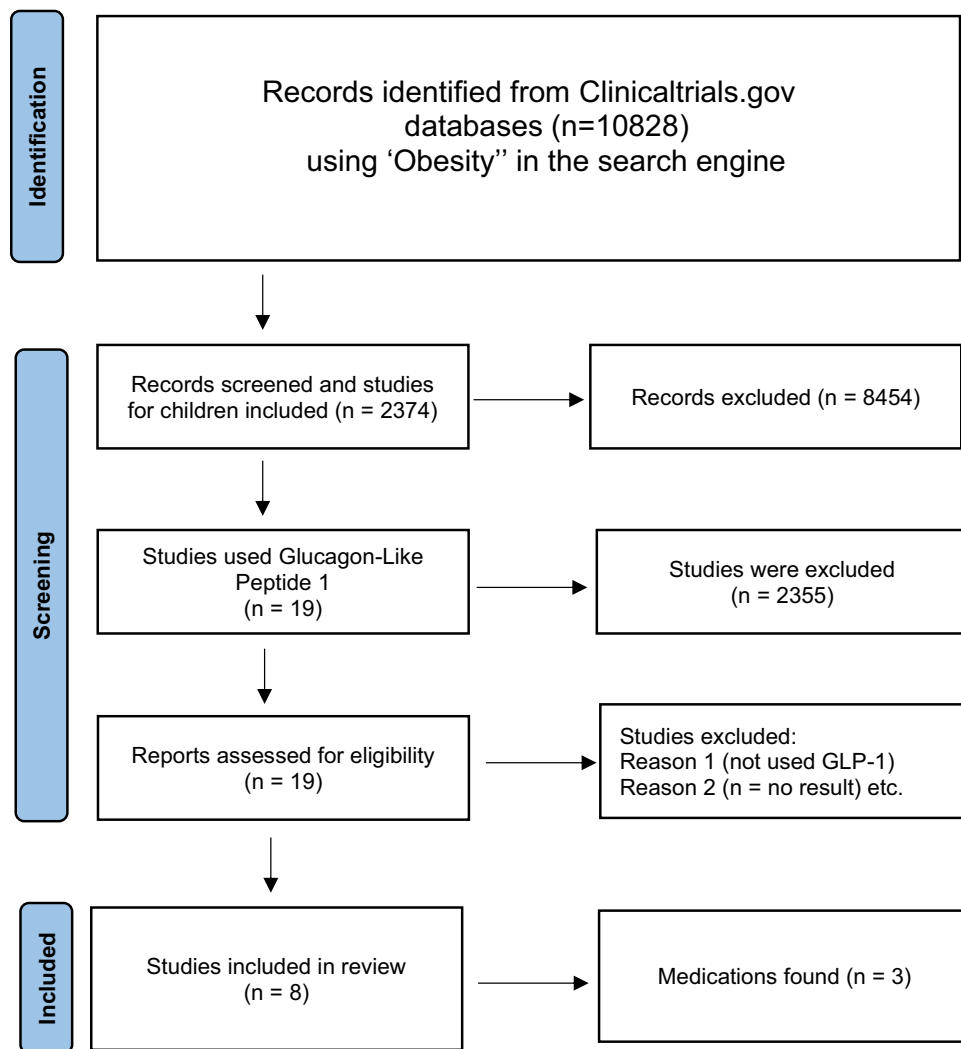 Identification
Records identified from Clinicaltrials.gov
databases (n=10828)
using ‘Obesity’’ in the search engine
Screening
Records screened and studies
for children included (n = 2374)
Records excluded (n = 8454)
Studies used Glucagon-Like
Peptide 1
(n = 19)
Studies were excluded
(n = 2355)
Reports assessed for eligibility
(n = 19)
Studies excluded:
Reason 1 (not used GLP-1)
Reason 2 (n = no result) etc.
Included
Studies included in review
(n = 8)
Medications found (n = 3)